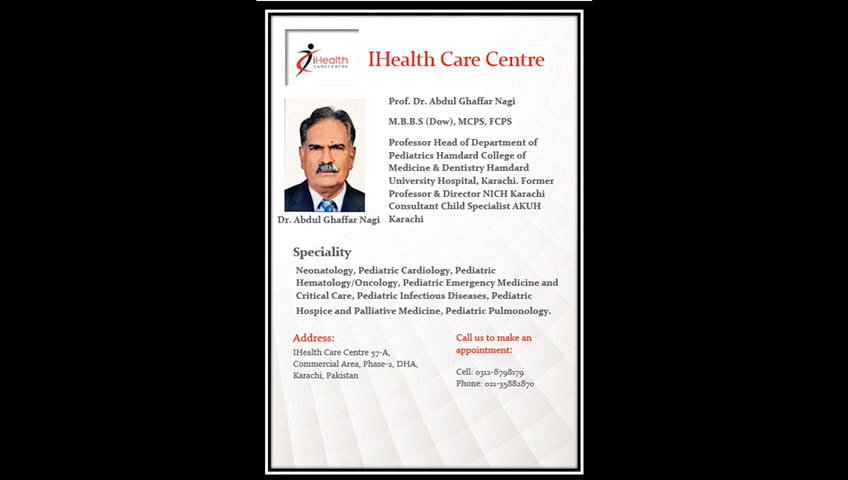 iHealth
CARECENTRE
IHealth Care Centre
Prof. Dr. Abdul Ghaffar Nagi
M.B.B.S (Dow), MCPS, FCPS
Professor Head of Department of
Pediatrics Hamdard College of
Medicine & Dentistry Hamdard
University Hospital, Karachi. Former
Professor & Director NICH Karachi
Consultant Child Specialist AKUH
Karachi
Dr. Abdul Ghaffar Nagi
Speciality
Neonatology, Pediatric Cardiology, Pediatric
Hematology/Oncology, Pediatric Emergency Medicine and
Critical Care, Pediatric Infectious Diseases, Pediatric
Hospice and Palliative Medicine, Pediatric Pulmonology.
Address:
IHealth Care Centre 57-A,
Commercial Area, Phase-2, DHA,
Karachi, Pakistan
Call us to make an
appointment:
Cell: 0312-8798179
Phone: 021-35882870